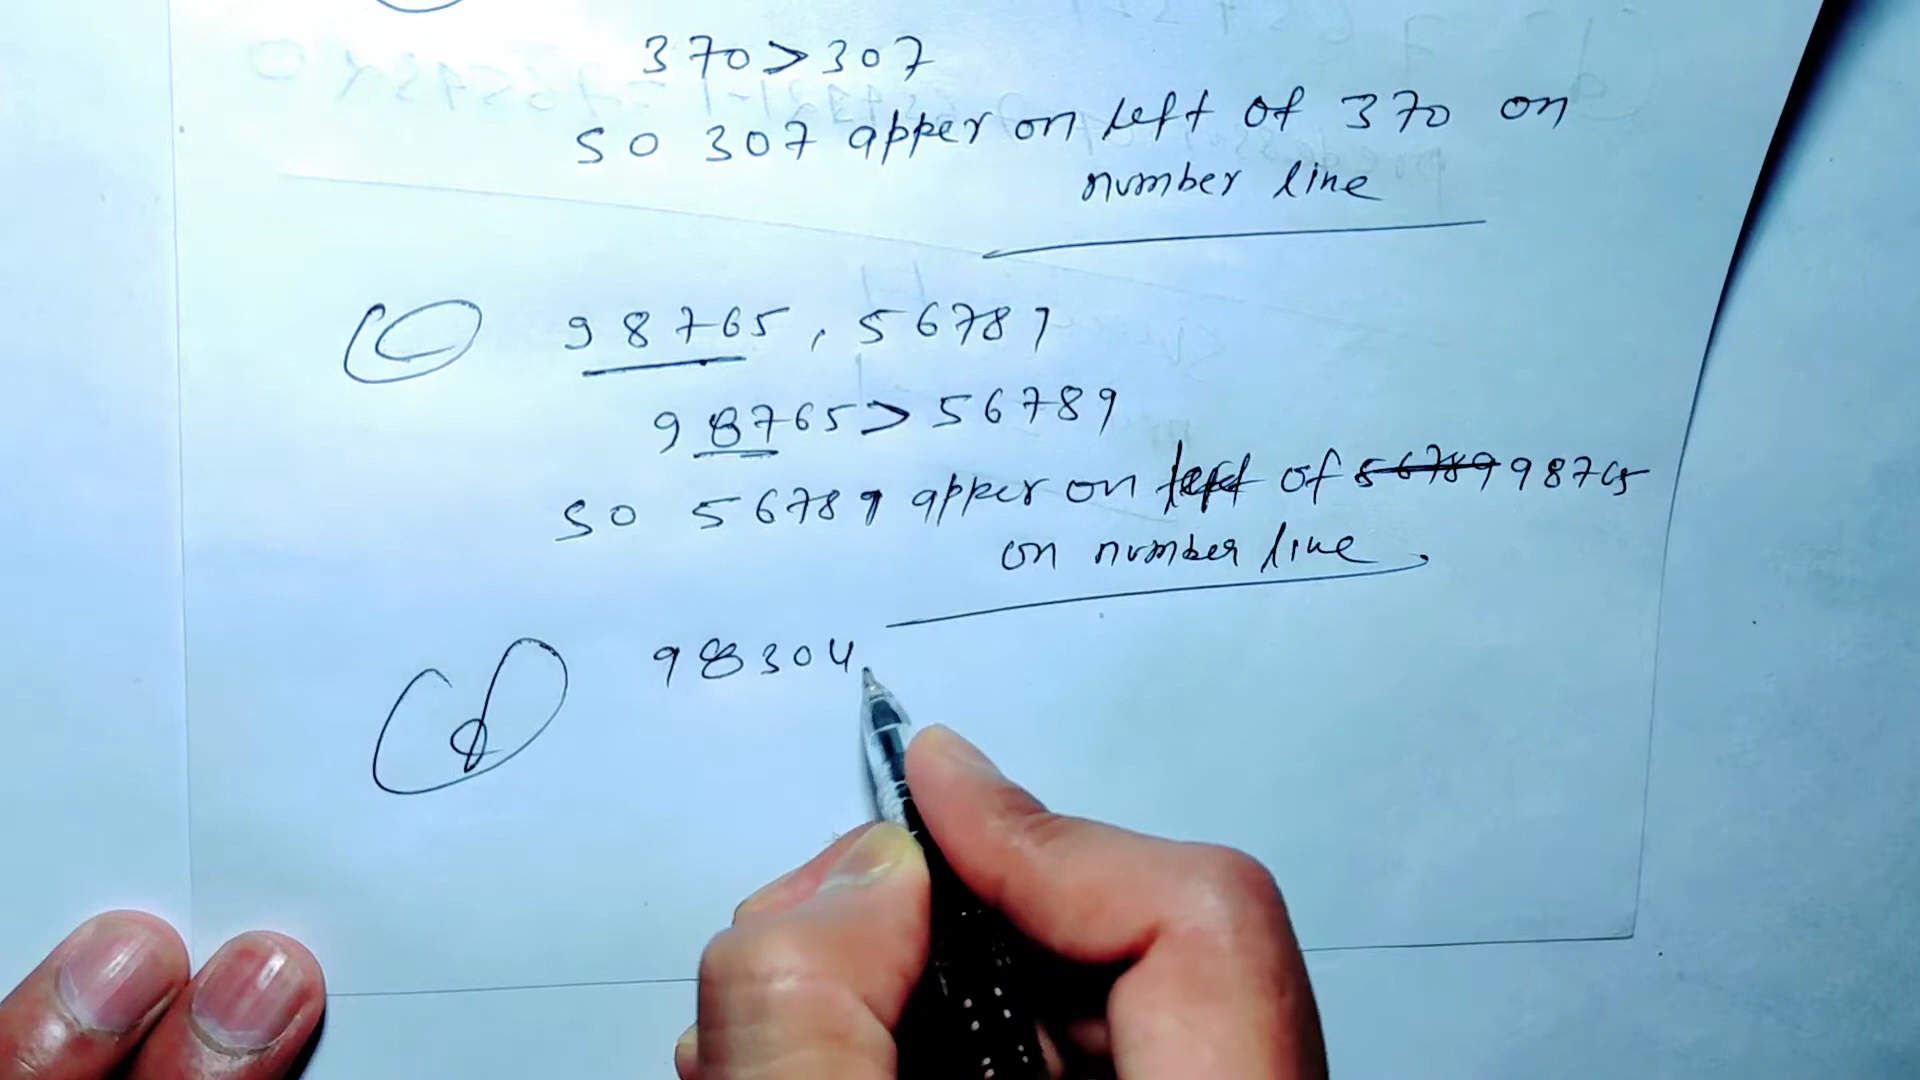 370>307
so 307 apper on left of 370 on
number line
(C) 98765, 56789
98765>56789
so 56789 apper on left of 56789 98765
on number line
(d) 98304